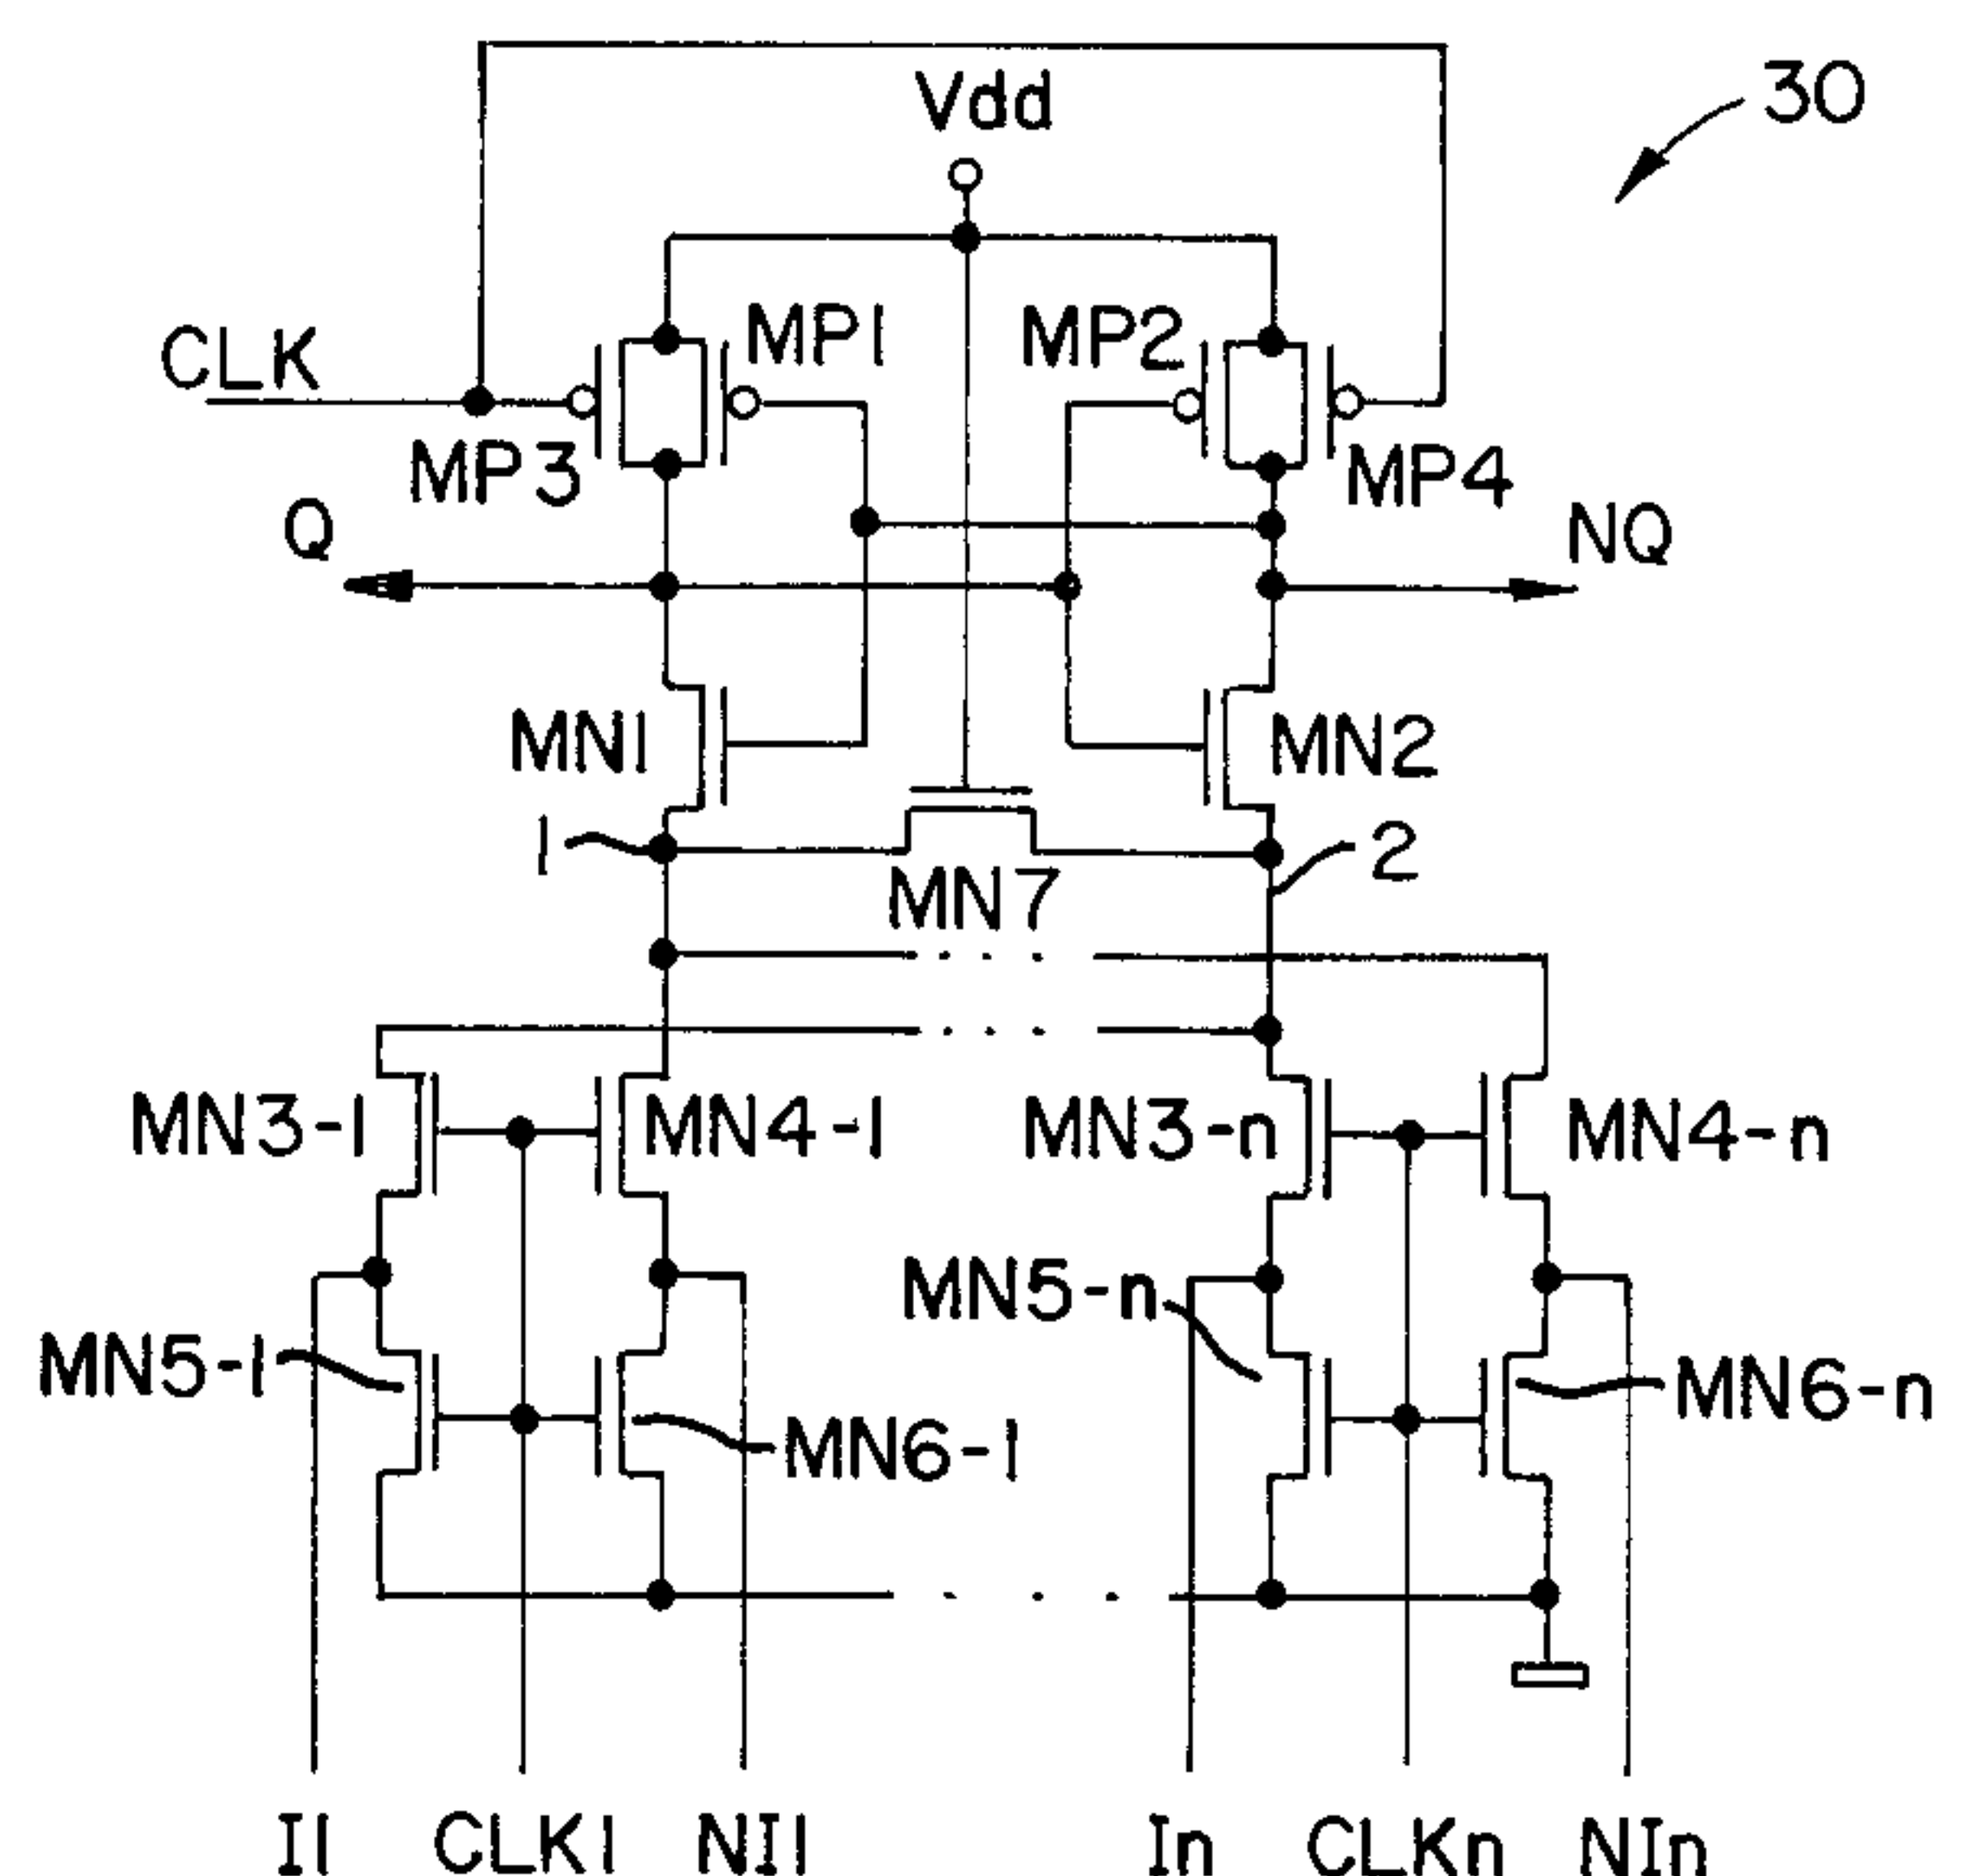 30
Vdd
CLK
MP1
MP2
MP3
MP4
Q
NQ
MN1
MN2
1
2
MN7
MN3-1
MN4-1
MN3-n
MN4-n
MN5-n
MN5-1
MN6-n
MN6-1
I1
CLK1
NI1
In
CLKn
NIn